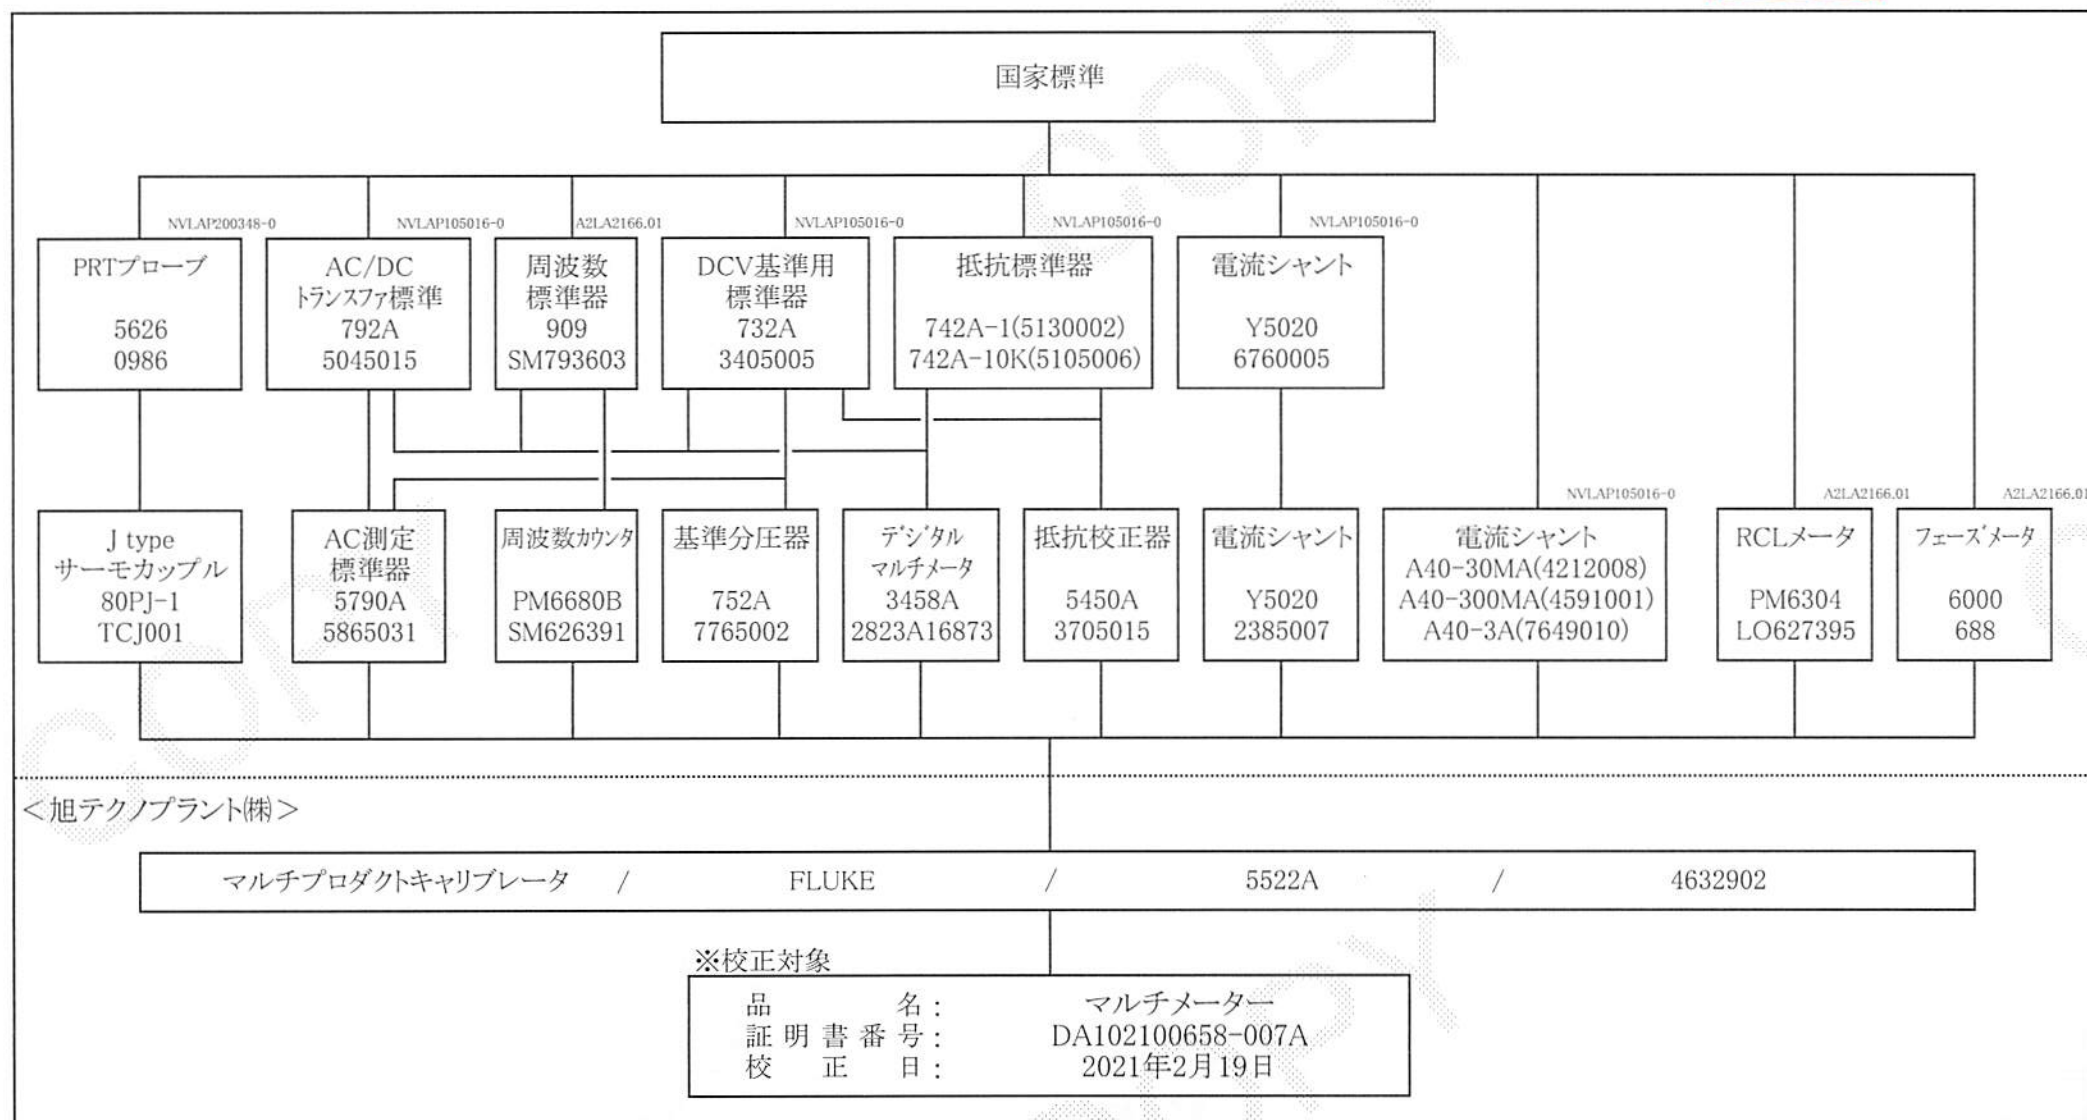 国家標準
NVLAP200348-0
NVLAP105016-0
A2LA2166.01
NVLAP105016-0
NVLAP105016-0
NVLAP105016-0
PRTプローブ
5626
0986
AC/DC
トランスファ標準
792A
5045015
周波数
標準器
909
SM793603
DCV基準用
標準器
732A
3405005
抵抗標準器
742A-1(5130002)
742A-10K(5105006)
電流シャント
Y5020
6760005
NVLAP105016-0
A2LA2166.01
A2LA2166.01
J type
サーモカップル
80PJ-1
TCJ001
AC測定
標準器
5790A
5865031
周波数カウンタ
PM6680B
SM626391
基準分圧器
752A
7765002
デジタル
マルチメータ
3458A
2823A16873
抵抗校正器
5450A
3705015
電流シャント
Y5020
2385007
電流シャント
A40-30MA(4212008)
A40-300MA(4591001)
A40-3A(7649010)
RCLメータ
PM6304
LO627395
フェーズメータ
6000
688
＜旭テクノプラント㈱＞
マルチプロダクトキャリブレータ / FLUKE / 5522A / 4632902
※校正対象
品名： マルチメーター
証明書番号： DA102100658-007A
校正日： 2021年2月19日
COPY
COPY
COPY